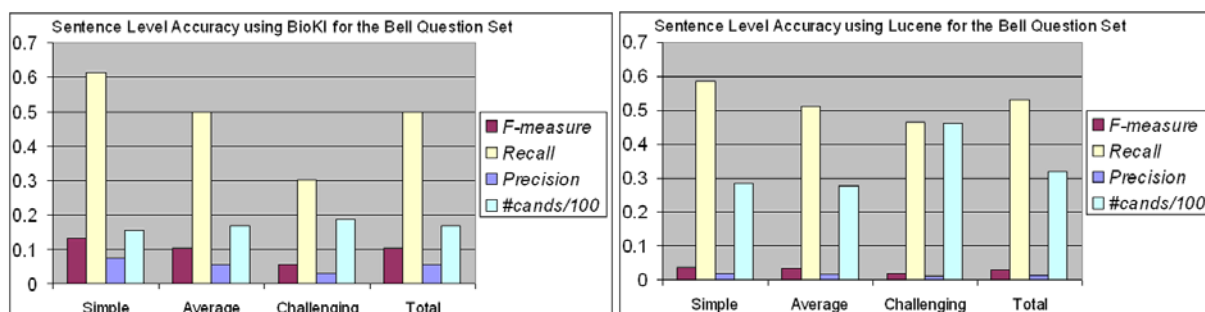 Sentence Level Accuracy using BioKI for the Bell Question Set
0.7
0.6
0.5
0.4
0.3
0.2
0.1
0
Simple Average Challenging Total
F-measure
Recall
Precision
#cands/100
Sentence Level Accuracy using Lucene for the Bell Question Set
0.7
0.6
0.5
0.4
0.3
0.2
0.1
0
Simple Average Challenging Total
F-measure
Recall
Precision
#cands/100